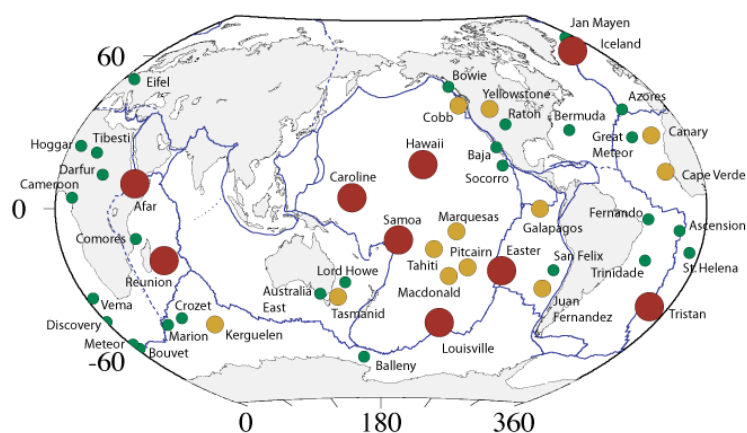 Jan Mayen
Iceland
60
Bowie
Eifel
Yellowstone
Azores
Cobb
Ratoh
Bermuda
Hoggar
Tibesti
Great
Meteor
Canary
Hawaii
Baja
Darfur
Caroline
Socorro
Cape Verde
Cameroon
0
Afar
Samoa
Marquesas
Galapagos
Fernando
Ascension
Comores
Pitcairn
Easter
Tahiti
San Felix
St. Helena
Reunion
Lord Howe
Macdonald
Trinidade
Vema
Crozet
Australia
East
Tasmanid
Juan
Fernandez
Tristan
Discovery
Marion
Kerguelen
Meteor
Bouvet
Louisville
-60
Balleny
0
180
360